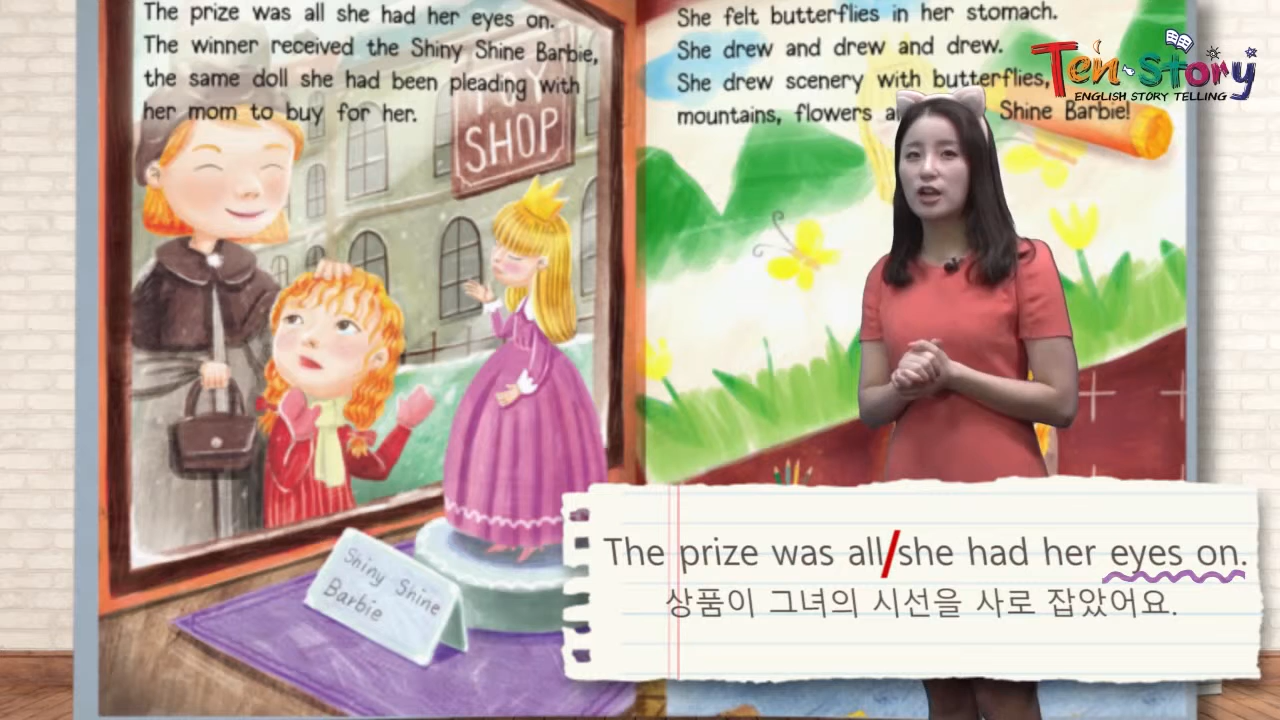 The prize was all she had her eyes on.
The winner received the Shiny Shine Barbie,
the same doll she had been pleading with
her mom to buy for her.
SHOP
Shiny Shine
Barbie
She felt butterflies in her stomach.
She drew and drew and drew.
She drew scenery with butterflies,
mountains, flowers a
Shine Barbie!
Ten Story
ENGLISH STORY TELLING
The prize was all/she had her eyes on.
상품이 그녀의 시선을 사로 잡았어요.